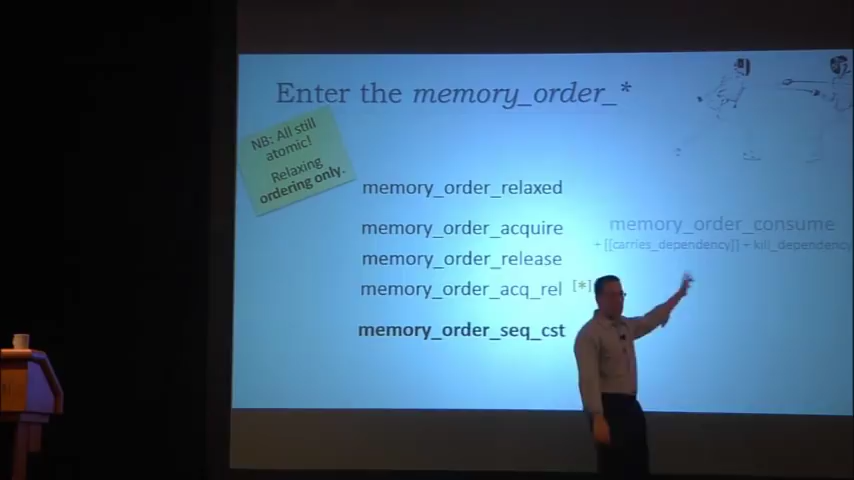 Enter the memory_order_*
NB: All still
atomic!
Relaxing
ordering only.
memory_order_relaxed
memory_order_acquire
memory_order_release
memory_order_acq_rel [*]
memory_order_seq_cst
memory_order_consume
+ [[carries_dependency]] + kill_dependency